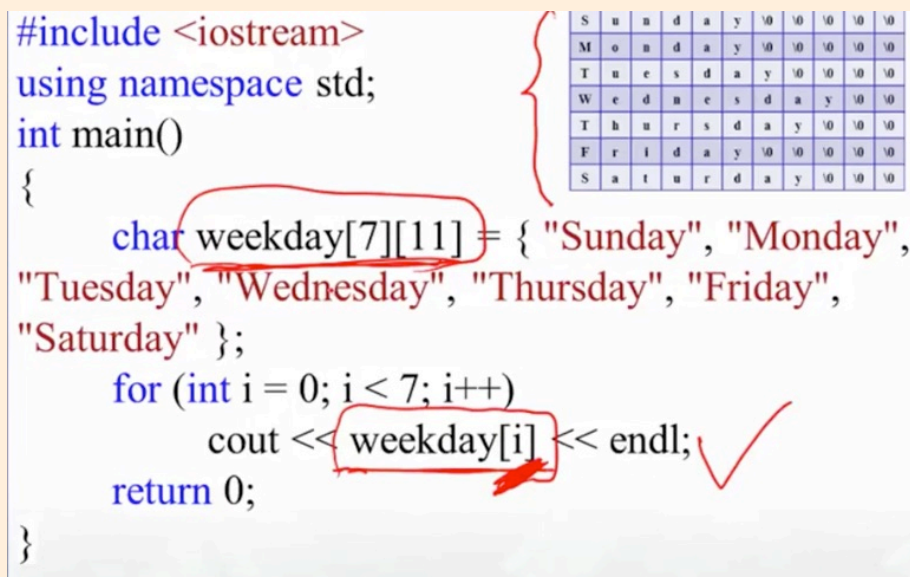 #include <iostream>
using namespace std;
int main()
{
char weekday[7][11] = { "Sunday", "Monday",
"Tuesday", "Wednesday", "Thursday", "Friday",
"Saturday" };
for (int i = 0; i < 7; i++)
cout << weekday[i] << endl;
return 0;
}
S u n d a y \0 \0 \0 \0 \0
M o n d a y \0 \0 \0 \0 \0
T u e s d a y \0 \0 \0 \0
W e d n e s d a y \0 \0
T h u r s d a y \0 \0 \0
F r i d a y \0 \0 \0 \0 \0
S a t u r d a y \0 \0 \0